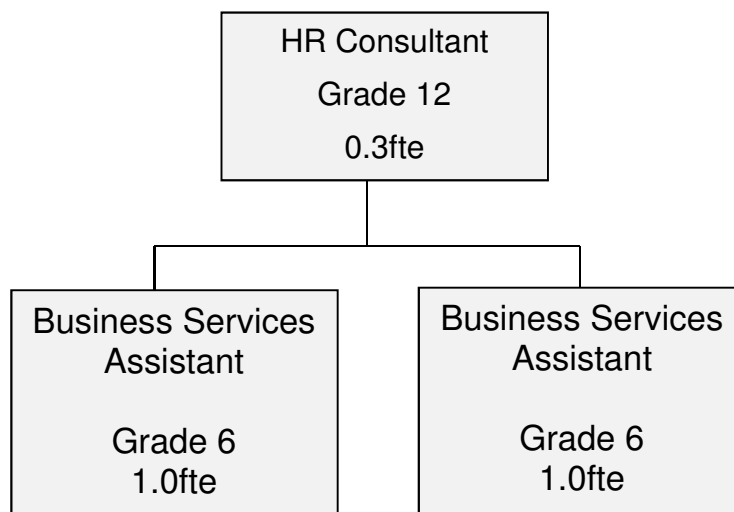 HR Consultant
Grade 12
0.3fte
Business Services
Assistant
Grade 6
1.0fte
Business Services
Assistant
Grade 6
1.0fte